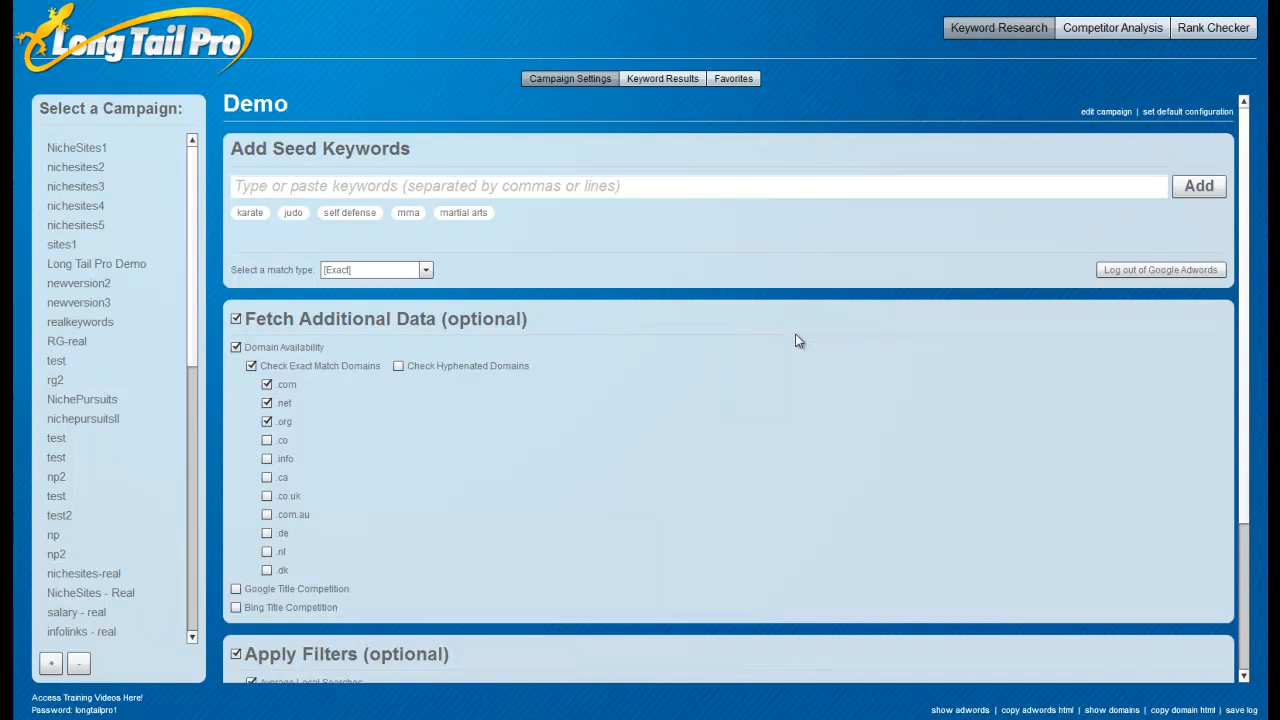 Long Tail Pro
Keyword Research Competitor Analysis Rank Checker
Campaign Settings Keyword Results Favorites
Select a Campaign:
NicheSites1
nichesites2
nichesites3
nichesites4
nichesites5
sites1
Long Tail Pro Demo
newversion2
newversion3
realkeywords
RG-real
test
rg2
NichePursuits
nichepursuitsll
test
test
np2
test
test2
np
np2
nichesites-real
NicheSites - Real
salary - real
infolinks - real
+ -
Demo
edit campaign | set default configuration
Add Seed Keywords
Type or paste keywords (separated by commas or lines) Add
karate judo self defense mma martial arts
Select a match type: [Exact] Log out of Google Adwords
Fetch Additional Data (optional)
Domain Availability
Check Exact Match Domains Check Hyphenated Domains
.com
.net
.org
.co
.info
.ca
.co.uk
.com.au
.de
.nl
.dk
Google Title Competition
Bing Title Competition
Apply Filters (optional)
Average Local Searches
Access Training Videos Here!
Password: longtailpro1
show adwords | copy adwords html | show domains | copy domain html | save log